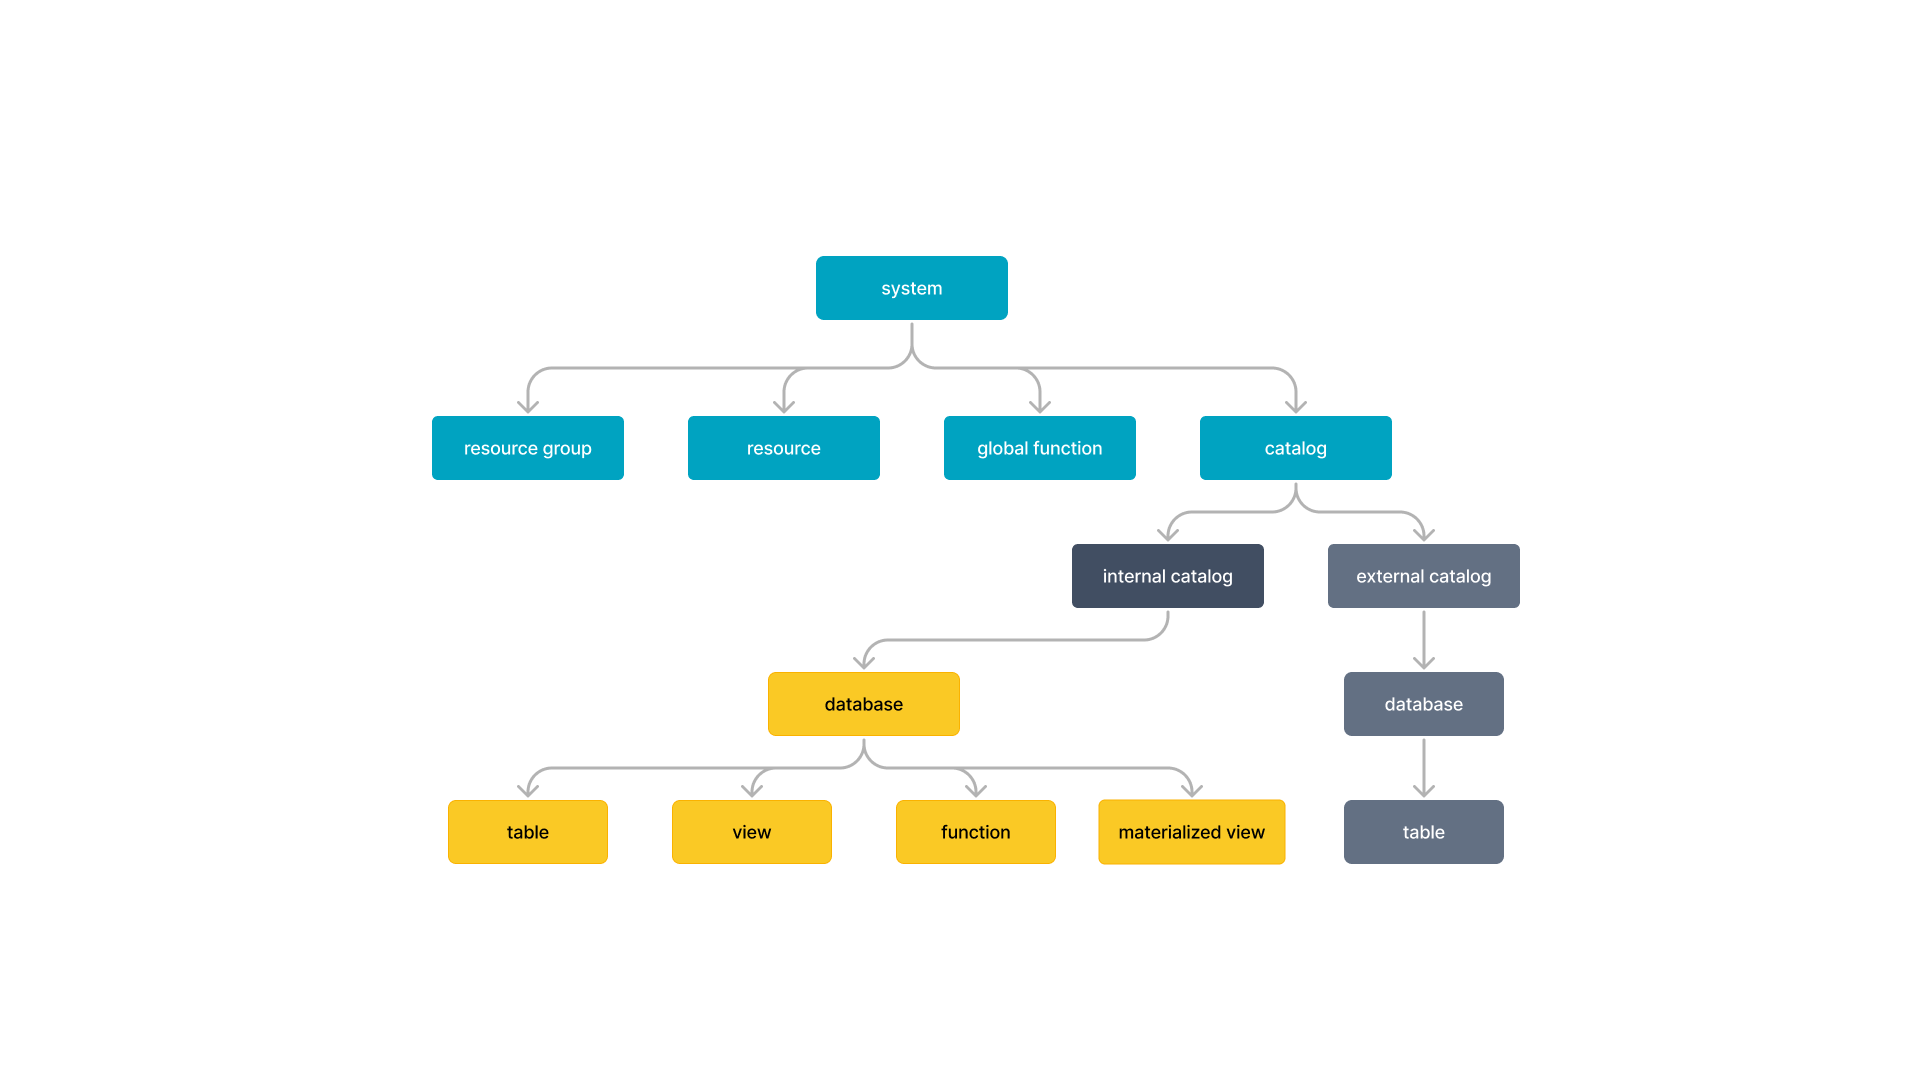 system
resource group
resource
global function
catalog
internal catalog
external catalog
database
database
table
view
function
materialized view
table